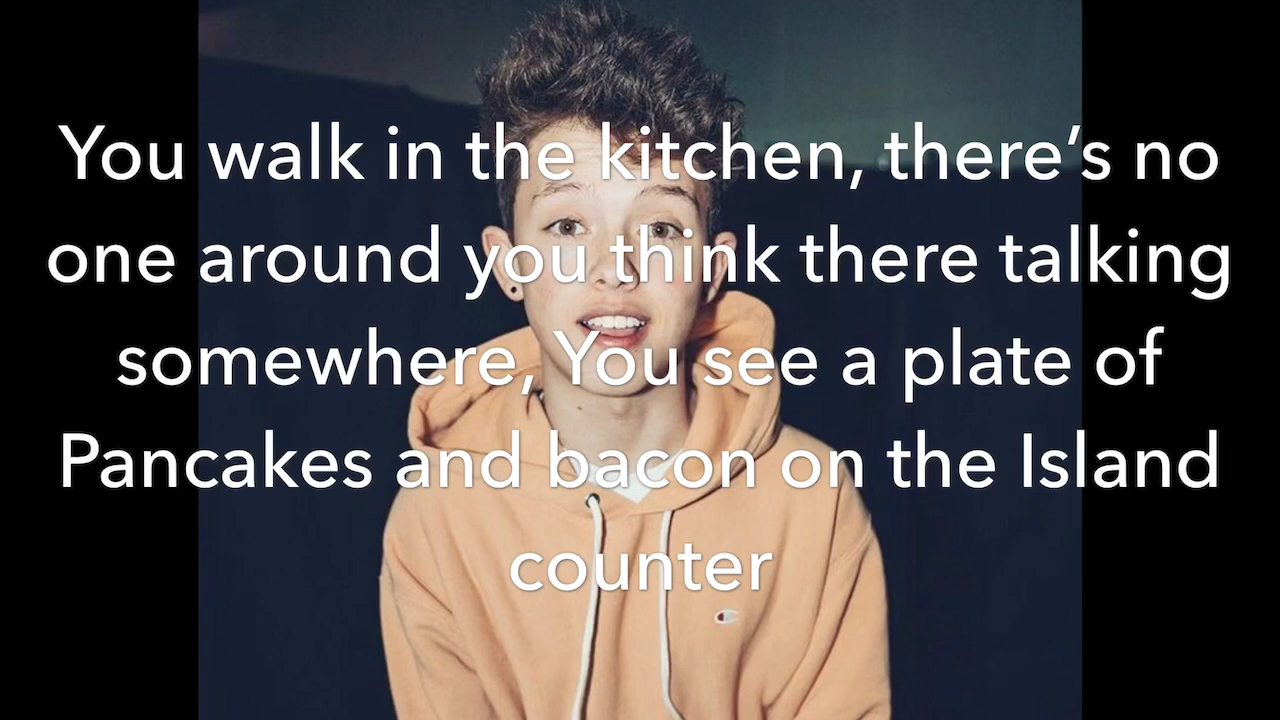 You walk in the kitchen, there’s no
one around you think there talking
somewhere, You see a plate of
Pancakes and bacon on the Island
counter